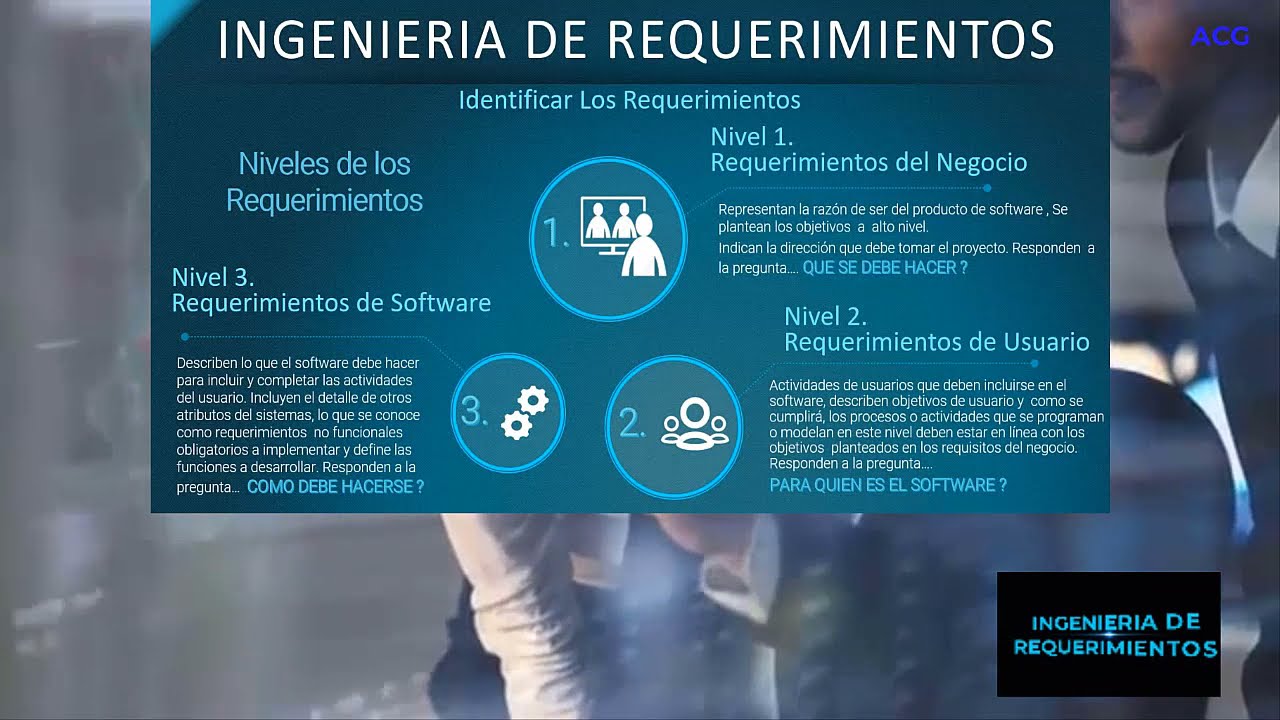 INGENIERIA DE REQUERIMIENTOS
ACG
Identificar Los Requerimientos
Niveles de los
Requerimientos
1.
Nivel 1.
Requerimientos del Negocio
Representan la razón de ser del producto de software , Se
plantean los objetivos a alto nivel.
Indican la dirección que debe tomar el proyecto. Responden a
la pregunta.... QUE SE DEBE HACER ?
2.
Nivel 2.
Requerimientos de Usuario
Actividades de usuarios que deben incluirse en el
software, describen objetivos de usuario y como se
cumplirá, los procesos o actividades que se programan
o modelan en este nivel deben estar en línea con los
objetivos planteados en los requisitos del negocio.
Responden a la pregunta....
PARA QUIEN ES EL SOFTWARE ?
3.
Nivel 3.
Requerimientos de Software
Describen lo que el software debe hacer
para incluir y completar las actividades
del usuario. Incluyen el detalle de otros
atributos del sistemas, lo que se conoce
como requerimientos no funcionales
obligatorios a implementar y define las
funciones a desarrollar. Responden a la
pregunta... COMO DEBE HACERSE ?
INGENIERIA DE
REQUERIMIENTOS